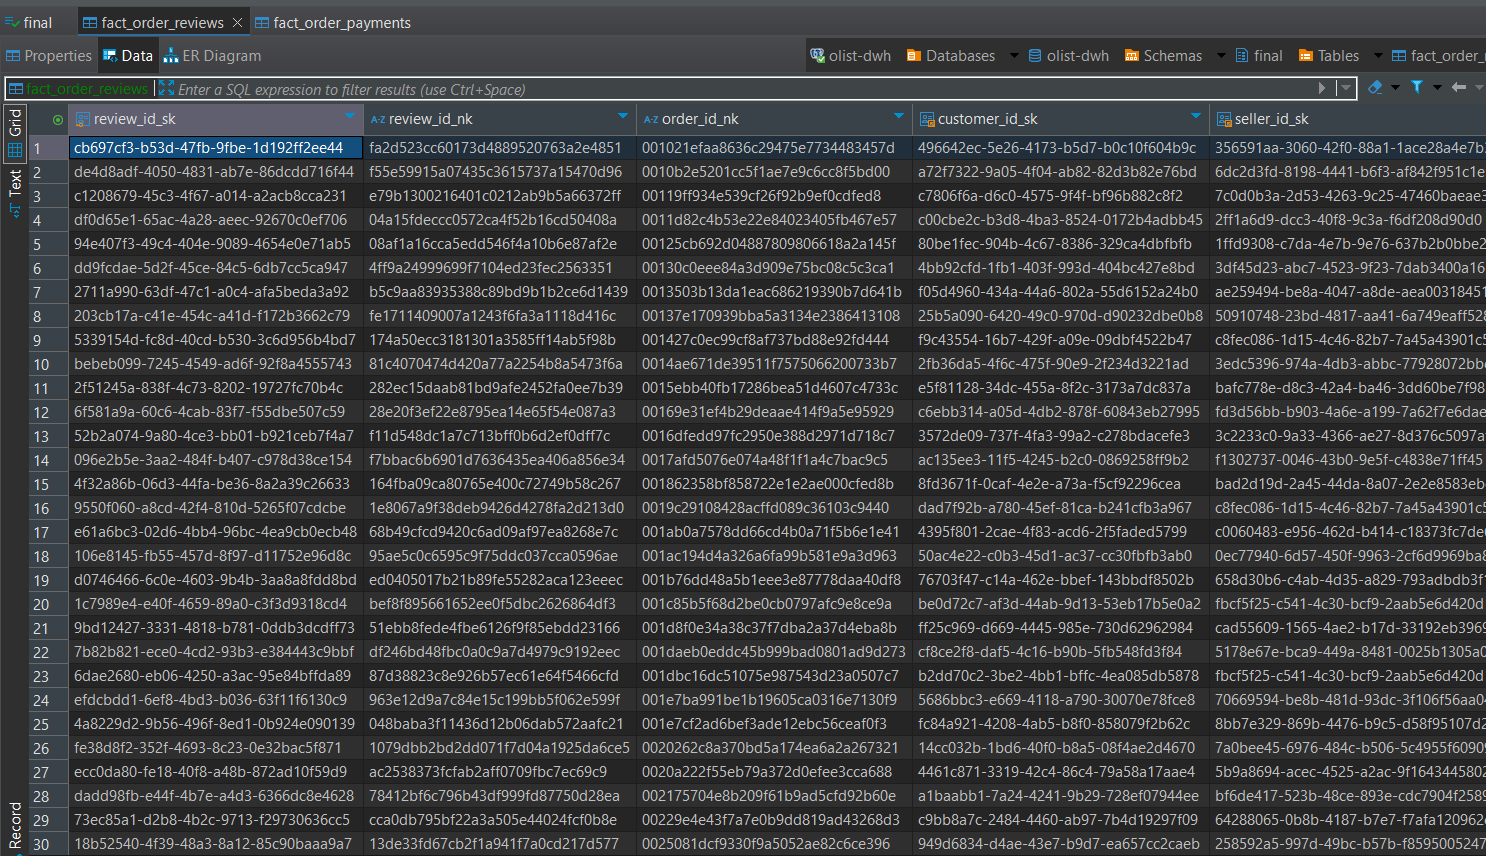 final fact_order_reviews fact_order_payments
Properties Data ER Diagram olist-dwh Databases olist-dwh Schemas final Tables fact_order_r
fact_order_reviews Enter a SQL expression to filter results (use Ctrl+Space)
Grid
Text
Record
review_id_sk A-Z review_id_nk A-Z order_id_nk customer_id_sk seller_id_sk
1 cb697cf3-b53d-47fb-9fbe-1d192ff2ee44 fa2d523cc60173d4889520763a2e4851 001021efaa8636c29475e7734483457d 496642ec-5e26-4173-b5d7-b0c10f604b9c 356591aa-3060-42f0-88a1-1ace28a4e7b
2 de4d8adf-4050-4831-ab7e-86dcdd716f44 f55e59915a07435c3615737a15470d96 0010b2e5201cc5f1ae7e9c6cc8f5bd00 a72f7322-9a05-4f04-ab82-82d3b82e76bd 6dc2d3fd-8198-4441-b6f3-af842f951c1e
3 c1208679-45c3-4f67-a014-a2acb8cca231 e79b1300216401c0212ab9b5a66372ff 00119ff934e539cf26f92b9ef0cdfed8 c7806f6a-d6c0-4575-9f4f-bf96b882c8f2 7c0d0b3a-2d53-4263-9c25-47460baeae
4 df0d65e1-65ac-4a28-aeec-92670c0ef706 04a15fdeccc0572ca4f52b16cd50408a 0011d82c4b53e22e84023405fb467e57 c00cbe2c-b3d8-4ba3-8524-0172b4adbb45 2ff1a6d9-dcc3-40f8-9c3a-f6df208d90d0
5 94e407f3-49c4-404e-9089-4654e0e71ab5 08af1a16cca5edd546f4a10b6e87af2e 00125cb692d04887809806618a2a145f 80be1fec-904b-4c67-8386-329ca4dbfbfb 1ffd9308-c7da-4e7b-9e76-637b2b0bbe2
6 dd9fcdae-5d2f-45ce-84c5-6db7cc5ca947 4ff9a24999699f7104ed23fec2563351 00130c0eee84a3d909e75bc08c5c3ca1 4bb92cfd-1fb1-403f-993d-404bc427e8bd 3df45d23-abc7-4523-9f23-7dab3400a16
7 2711a990-63df-47c1-a0c4-afa5beda3a92 b5c9aa83935388c89bd9b1b2ce6d1439 0013503b13da1eac686219390b7d641b f05d4960-434a-44a6-802a-55d6152a24b0 ae259494-be8a-4047-a8de-aea00318451
8 203cb17a-c41e-454c-a41d-f172b3662c79 fe1711409007a1243f6fa3a1118d416c 00137e170939bba5a3134e2386413108 25b5a090-6420-49c0-970d-d90232dbe0b8 50910748-23bd-4817-aa41-6a749eaff528
9 5339154d-fc8d-40cd-b530-3c6d956b4bd7 174a50ecc3181301a3585ff14ab5f98b 001427c0ec99cf8af737bd88e92fd444 f9c43554-16b7-429f-a09e-09dbf4522b47 c8fec086-1d15-4c46-82b7-7a45a43901c5
10 bebeb099-7245-4549-ad6f-92f8a4555743 81c4070474d420a77a2254b8a5473f6a 0014ae671de39511f7575066200733b7 2fb36da5-4f6c-475f-90e9-2f234d3221ad 3edc5396-974a-4db3-abbc-77928072bb
11 2f51245a-838f-4c73-8202-19727fc70b4c 282ec15daab81bd9afe2452fa0ee7b39 0015ebb40fb17286bea51d4607c4733c e5f81128-34dc-455a-8f2c-3173a7dc837a bafc778e-d8c3-42a4-ba46-3dd60be7f98
12 6f581a9a-60c6-4cab-83f7-f55dbe507c59 28e20f3ef22e8795ea14e65f54e087a3 00169e31ef4b29deaae414f9a5e95929 c6ebb314-a05d-4db2-878f-60843eb27995 fd3d56bb-b903-4a6e-a199-7a62f7e6dae
13 52b2a074-9a80-4ce3-bb01-b921ceb7f4a7 f11d548dc1a7c713bff0b6d2ef0dff7c 0016dfedd97fc2950e388d2971d718c7 3572de09-737f-4fa3-99a2-c278bdacefe3 3c2233c0-9a33-4366-ae27-8d376c5097a
14 096e2b5e-3aa2-484f-b407-c978d38ce154 f7bbac6b6901d7636435ea406a856e34 0017afd5076e074a48f1f1a4c7bac9c5 ac135ee3-11f5-4245-b2c0-0869258ff9b2 f1302737-0046-43b0-9e5f-c4838e71ff45
15 4f32a86b-06d3-44fa-be36-8a2a39c26633 164fba09ca80765e400c72749b58c267 001862358bf858722e1e2ae000cfed8b 8fd3671f-0caf-4e2e-a73a-f5cf92296cea bad2d19d-2a45-44da-8a07-2e2e8583eb
16 9550f060-a8cd-42f4-810d-5265f07cdcbe 1e8067a9f38deb9426d4278fa2d213d0 0019c29108428acffd089c36103c9440 dad7f92b-a780-45ef-81ca-b241cfb3a967 c8fec086-1d15-4c46-82b7-7a45a43901c5
17 e61a6bc3-02d6-4bb4-96bc-4ea9cb0ecb48 68b49cfcd9420c6ad09af97ea8268e7c 001ab0a7578dd66cd4b0a71f5b6e1e41 4395f801-2cae-4f83-acd6-2f5faded5799 c0060483-e956-462d-b414-c18373fc7de
18 106e8145-fb55-457d-8f97-d11752e96d8c 95ae5c0c6595c9f75ddc037cca0596ae 001ac194d4a326a6fa99b581e9a3d963 50ac4e22-c0b3-45d1-ac37-cc30fbfb3ab0 0ec77940-6d57-450f-9963-2cf6d9969ba8
19 d0746466-6c0e-4603-9b4b-3aa8a8fdd8bd ed0405017b21b89fe55282aca123eeec 001b76dd48a5b1eee3e87778daa40df8 76703f47-c14a-462e-bbef-143bbdf8502b 658d30b6-c4ab-4d35-a829-793adbdb3f
20 1c7989e4-e40f-4659-89a0-c3f3d9318cd4 bef8f895661652ee0f5dbc2626864df3 001c85b5f68d2be0cb0797afc9e8ce9a be0d72c7-af3d-44ab-9d13-53eb17b5e0a2 fbcf5f25-c541-4c30-bcf9-2aab5e6d420d
21 9bd12427-3331-4818-b781-0ddb3dcdff73 51ebb8fede4fbe6126f9f85ebdd23166 001d8f0e34a38c37f7dba2a37d4eba8b ff25c969-d669-4445-985e-730d62962984 cad55609-1565-4ae2-b17d-33192eb3969
22 7b82b821-ece0-4cd2-93b3-e384443c9bbf df246bd48fbc0a0c9a7d4979c9192eec 001daeb0eddc45b999bad0801ad9d273 cf8ce2f8-daf5-4c16-b90b-5fb548fd3f84 5178e67e-bca9-449a-8481-0025b1305a0
23 6dae2680-eb06-4250-a3ac-95e84bffda89 87d38823c8e926b57ec61e64f5466cfd 001dbc16dc51075e987543d23a0507c7 b2dd70c2-3be2-4bb1-bffc-4ea085db5878 fbcf5f25-c541-4c30-bcf9-2aab5e6d420d
24 efdcbdd1-6ef8-4bd3-b036-63f11f6130c9 963e12d9a7c84e15c199bb5f062e599f 001e7ba991be1b19605ca0316e7130f9 5686bbc3-e669-4118-a790-30070e78fce8 70669594-be8b-481d-93dc-3f106f56aa0
25 4a8229d2-9b56-496f-8ed1-0b924e090139 048baba3f11436d12b06dab572aafc21 001e7cf2ad6bef3ade12ebc56ceaf0f3 fc84a921-4208-4ab5-b8f0-858079f2b62c 8bb7e329-869b-4476-b9c5-d58f95107d2
26 fe38d8f2-352f-4693-8c23-0e32bac5f871 1079dbb2bd2dd071f7d04a1925da6ce5 0020262c8a370bd5a174ea6a2a267321 14cc032b-1bd6-40f0-b8a5-08f4ae2d4670 7a0bee45-6976-484c-b506-5c4955f6090
27 ecc0da80-fe18-40f8-a48b-872ad10f59d9 ac2538373fcfab2aff0709fbc7ec69c9 0020a222f55eb79a372d0efee3cca688 4461c871-3319-42c4-86c4-79a58a17aae4 5b9a8694-acec-4525-a2ac-9f1643445802
28 dadd98fb-e44f-4b7e-a4d3-6366dc8e4628 78412bf6c796b43df999fd87750d28ea 002175704e8b209f61b9ad5cfd92b60e a1baabb1-7a24-4241-9b29-728ef07944ee bf6de417-523b-48ce-893e-cdc7904f258
29 73ec85a1-d2b8-4b2c-9713-f29730636cc5 cca0db795bf22a3a505e44024fcf0b8e 00229e4e43f7a7e0b9dd819ad43268d3 c9bb8a7c-2484-4460-ab97-7b4d19297f09 64288065-0b8b-4187-b7e7-f7afa120962
30 18b52540-4f39-48a3-8a12-85c90baaa9a7 13de33fd67cb2f1a941f7a0cd217d577 0025081dcf9330f9a5052ae82c6ce396 949d6834-d4ae-43e7-b9d7-ea657cc2caeb 258592a5-997d-49bc-b57b-f8595005247